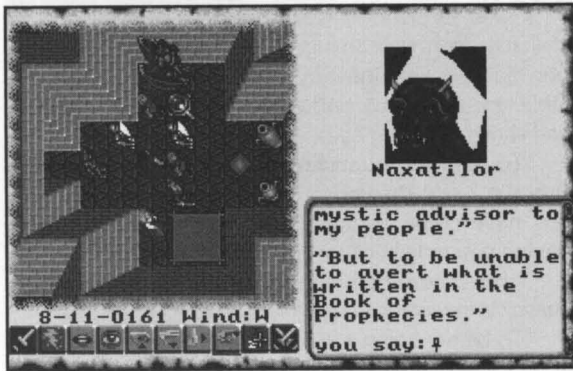 Naxatilor
mystic advisor to
my people."
"But to be unable
to avert what is
written in the
Book of
Prophecies."
you say:
8-11-0161 Wind:W